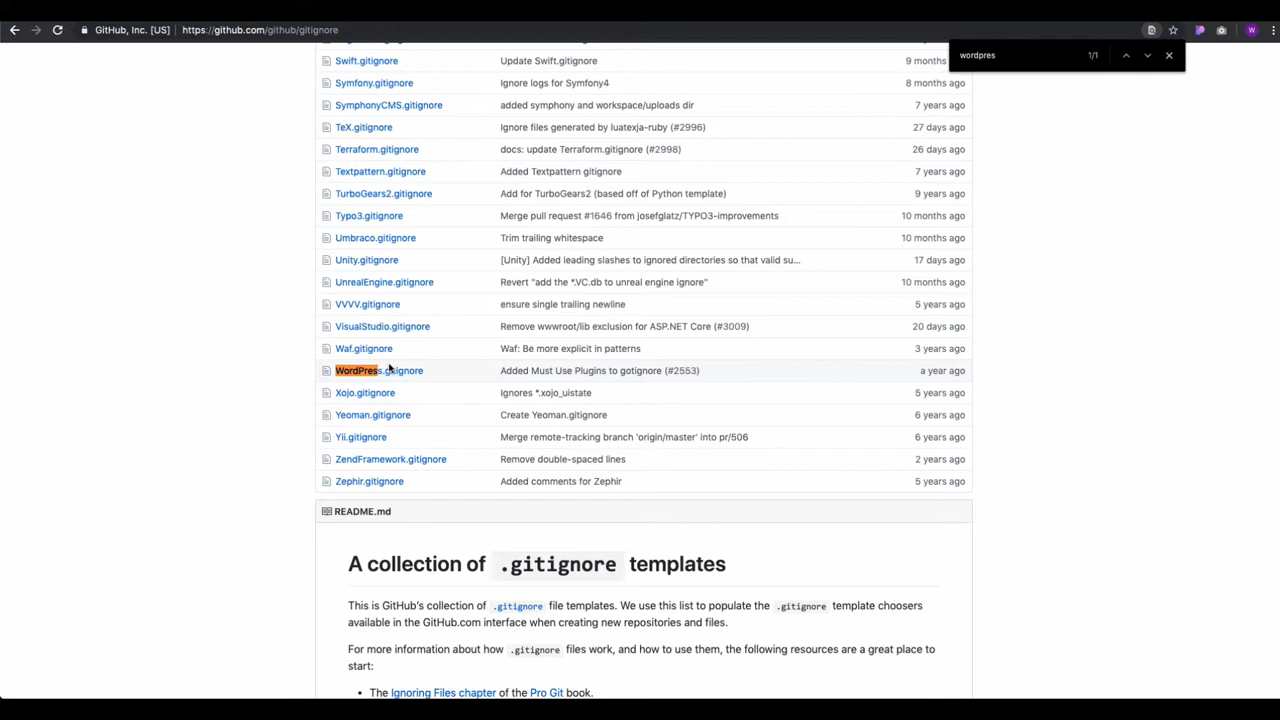 GitHub, Inc. [US] https://github.com/github/gitignore
W
wordpres 1/1
Swift.gitignore Update Swift.gitignore 9 months
Symfony.gitignore Ignore logs for Symfony4 8 months ago
SymphonyCMS.gitignore added symphony and workspace/uploads dir 7 years ago
TeX.gitignore Ignore files generated by luatexja-ruby (#2996) 27 days ago
Terraform.gitignore docs: update Terraform.gitignore (#2998) 26 days ago
Textpattern.gitignore Added Textpattern gitignore 7 years ago
TurboGears2.gitignore Add for TurboGears2 (based off of Python template) 9 years ago
Typo3.gitignore Merge pull request #1646 from josefglatz/TYPO3-improvements 10 months ago
Umbraco.gitignore Trim trailing whitespace 10 months ago
Unity.gitignore [Unity] Added leading slashes to ignored directories so that valid su... 17 days ago
UnrealEngine.gitignore Revert "add the *.VC.db to unreal engine ignore" 10 months ago
VVVV.gitignore ensure single trailing newline 5 years ago
VisualStudio.gitignore Remove wwwroot/lib exclusion for ASP.NET Core (#3009) 20 days ago
Waf.gitignore Waf: Be more explicit in patterns 3 years ago
WordPress.gitignore Added Must Use Plugins to gotignore (#2553) a year ago
Xojo.gitignore Ignores *.xojo_uistate 5 years ago
Yeoman.gitignore Create Yeoman.gitignore 6 years ago
Yii.gitignore Merge remote-tracking branch 'origin/master' into pr/506 6 years ago
ZendFramework.gitignore Remove double-spaced lines 2 years ago
Zephir.gitignore Added comments for Zephir 5 years ago
README.md
A collection of .gitignore templates
This is GitHub's collection of .gitignore file templates. We use this list to populate the .gitignore template choosers
available in the GitHub.com interface when creating new repositories and files.
For more information about how .gitignore files work, and how to use them, the following resources are a great place to
start:
• The Ignoring Files chapter of the Pro Git book.